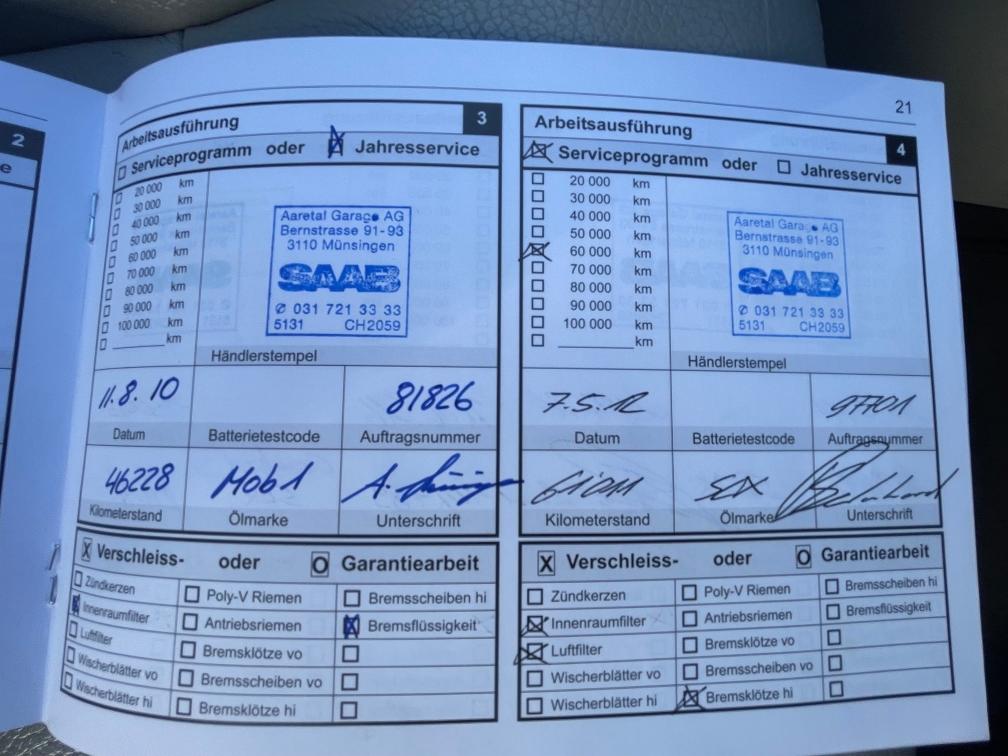 2
e
21
Arbeitsausführung 3
Serviceprogramm oder Jahresservice
20 000 km
30 000 km
40 000 km
50 000 km
60 000 km
70 000 km
80 000 km
90 000 km
100 000 km
km
Aaretal Garage AG
Bernstrasse 91-93
3110 Münsingen
SAAB
✆ 031 721 33 33
5131 CH2059
Händlerstempel
11.8.10 81826
Datum Batterietestcode Auftragsnummer
46228 Mob1
Kilometerstand Ölmarke Unterschrift
X Verschleiss- oder O Garantiearbeit
Zündkerzen Poly-V Riemen Bremsscheiben hi
Innenraumfilter Antriebsriemen Bremsflüssigkeit
Luftfilter Bremsklötze vo
Wischerblätter vo Bremsscheiben vo
Wischerblätter hi Bremsklötze hi
Arbeitsausführung 4
Serviceprogramm oder Jahresservice
20 000 km
30 000 km
40 000 km
50 000 km
60 000 km
70 000 km
80 000 km
90 000 km
100 000 km
km
Aaretal Garage AG
Bernstrasse 91-93
3110 Münsingen
SAAB
✆ 031 721 33 33
5131 CH2059
Händlerstempel
7.5.12
Datum Batterietestcode Auftragsnummer
61011
Kilometerstand Ölmarke Unterschrift
X Verschleiss- oder O Garantiearbeit
Zündkerzen Poly-V Riemen Bremsscheiben hi
Innenraumfilter Antriebsriemen Bremsflüssigkeit
Luftfilter Bremsklötze vo
Wischerblätter vo Bremsscheiben vo
Wischerblätter hi Bremsklötze hi